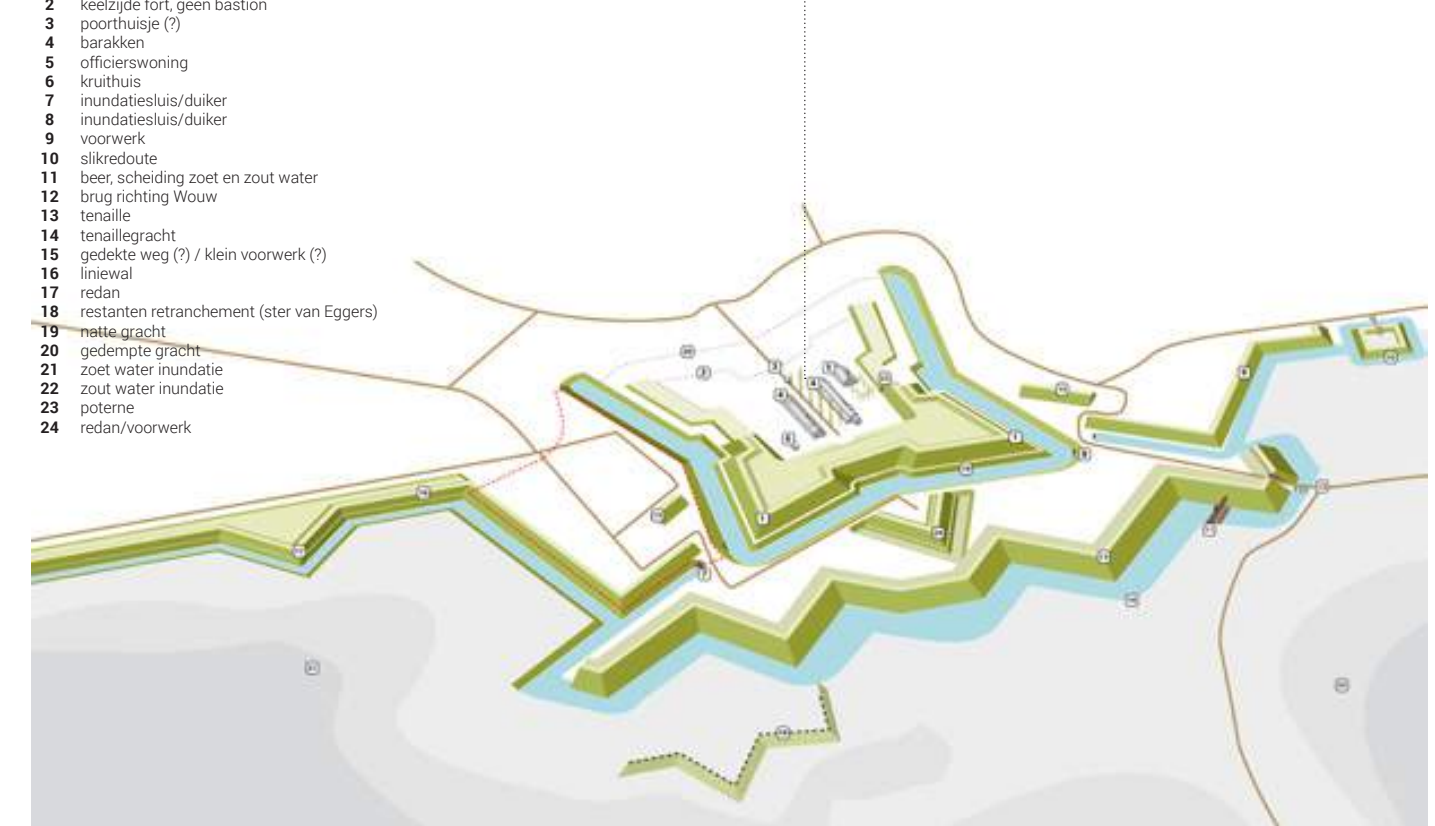 2 keelzijde fort, geen bastion
3 poorthuisje (?)
4 barakken
5 officierswoning
6 kruithuis
7 inundatiesluis/duiker
8 inundatiesluis/duiker
9 voorwerk
10 slikredoute
11 beer, scheiding zoet en zout water
12 brug richting Wouw
13 tenaille
14 tenaillegracht
15 gedekte weg (?) / klein voorwerk (?)
16 liniewal
17 redan
18 restanten retranchement (ster van Eggers)
19 natte gracht
20 gedempte gracht
21 zoet water inundatie
22 zout water inundatie
23 poterne
24 redan/voorwerk